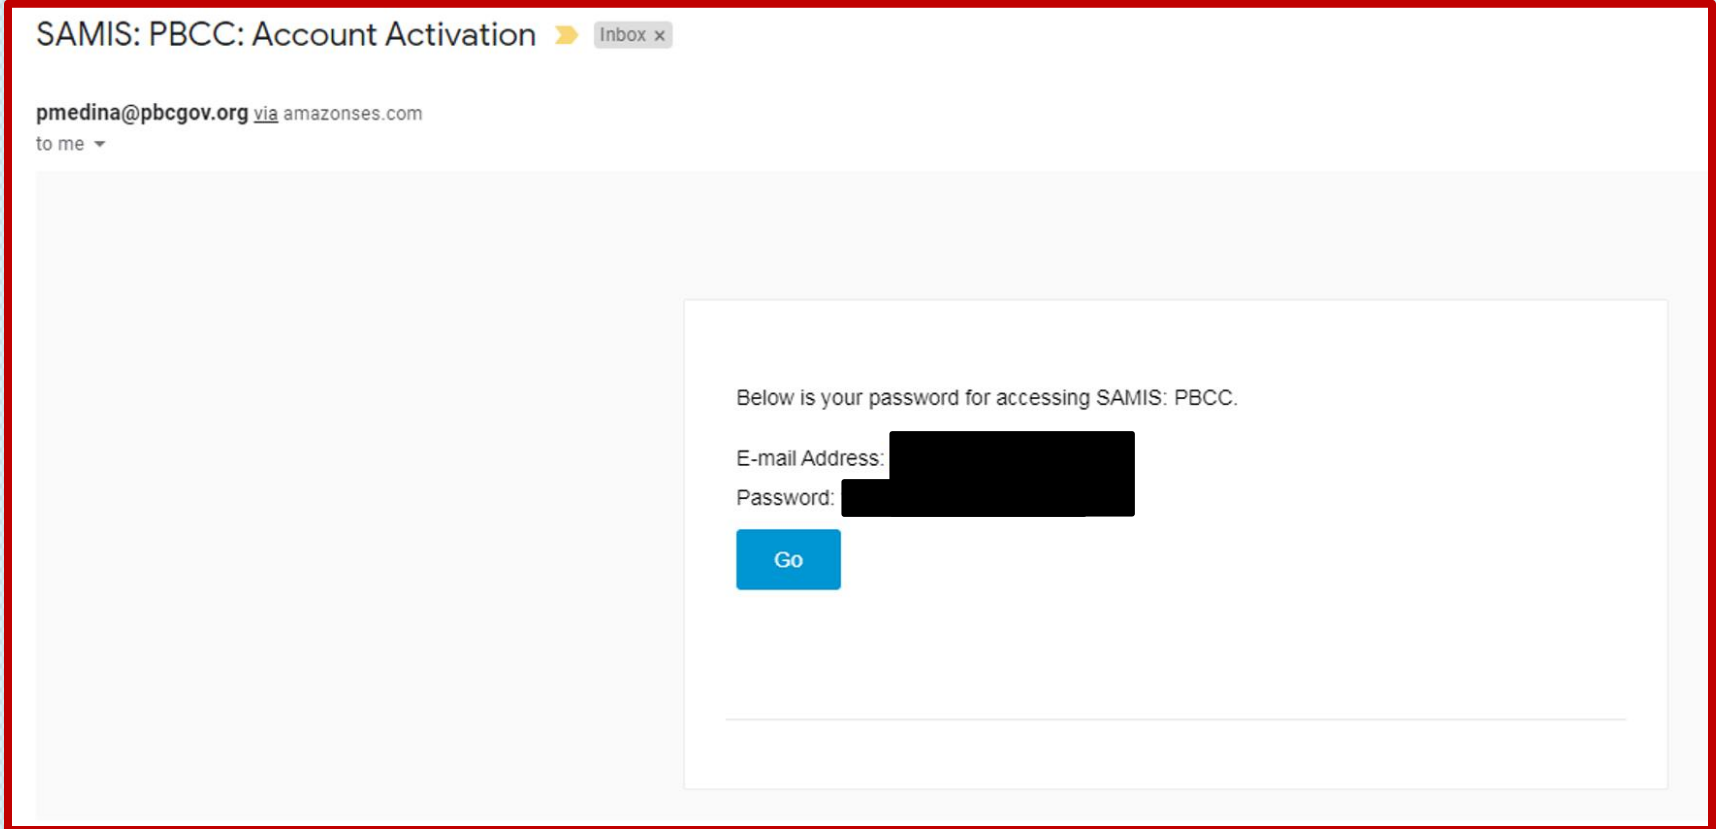 SAMIS: PBCC: Account Activation Inbox x
pmedina@pbcgov.org via amazonses.com
to me
Below is your password for accessing SAMIS: PBCC.
E-mail Address:
Password:
Go